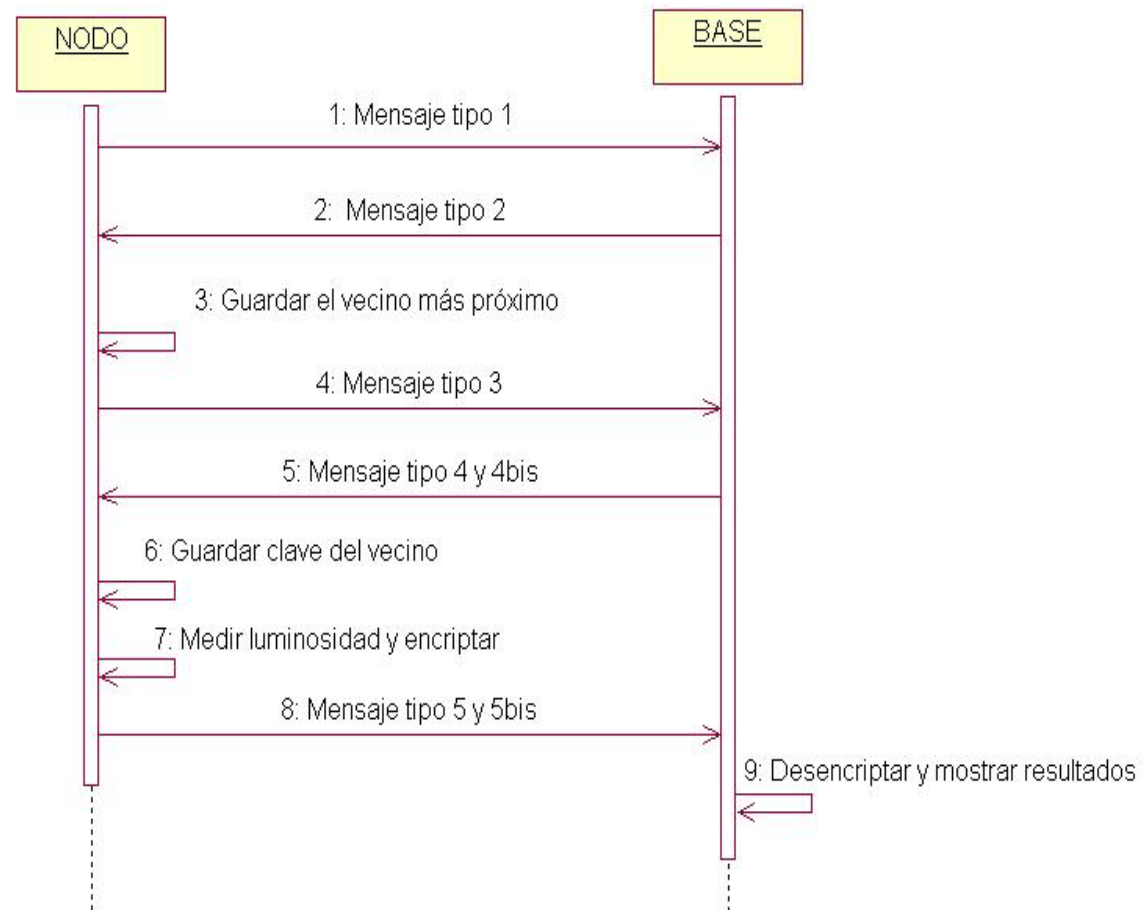 NODO
BASE
1: Mensaje tipo 1
2: Mensaje tipo 2
3: Guardar el vecino más próximo
4: Mensaje tipo 3
5: Mensaje tipo 4 y 4bis
6: Guardar clave del vecino
7: Medir luminosidad y encriptar
8: Mensaje tipo 5 y 5bis
9: Desencriptar y mostrar resultados